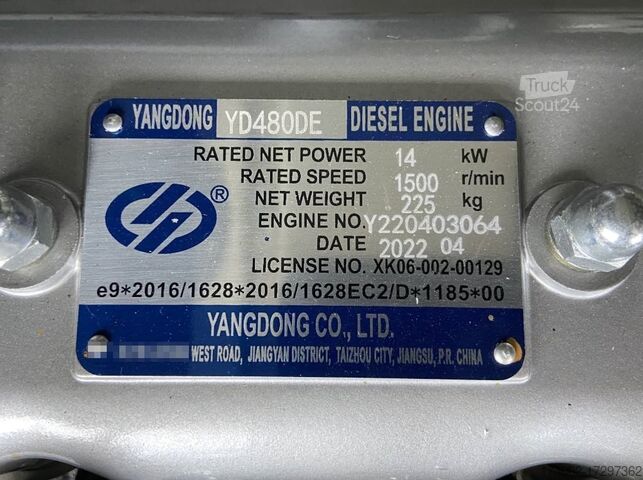 Truck
Scout24
YANGDONG YD480DE DIESEL ENGINE
RATED NET POWER 14 kW
RATED SPEED 1500 r/min
NET WEIGHT 225 kg
®
ENGINE NO. Y220403064
DATE 2022 04
LICENSE NO. XK06-002-00129
e9*2016/1628*2016/1628EC2/D*1185*00
YANGDONG CO., LTD.
WEST ROAD, JIANGYAN DISTRICT, TAIZHOU CITY, JIANGSU, P.R. CHINA
17297362